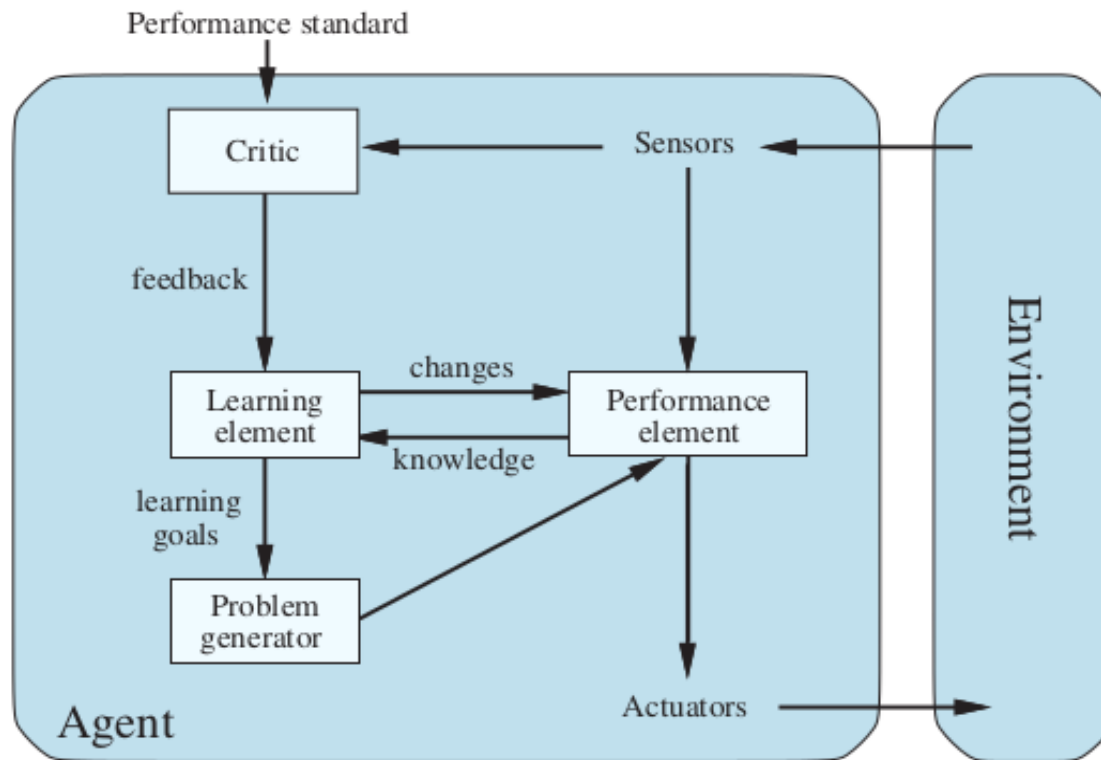 Performance standard
Critic
Sensors
feedback
changes
Learning
element
Performance
element
knowledge
learning
goals
Problem
generator
Actuators
Agent
Environment